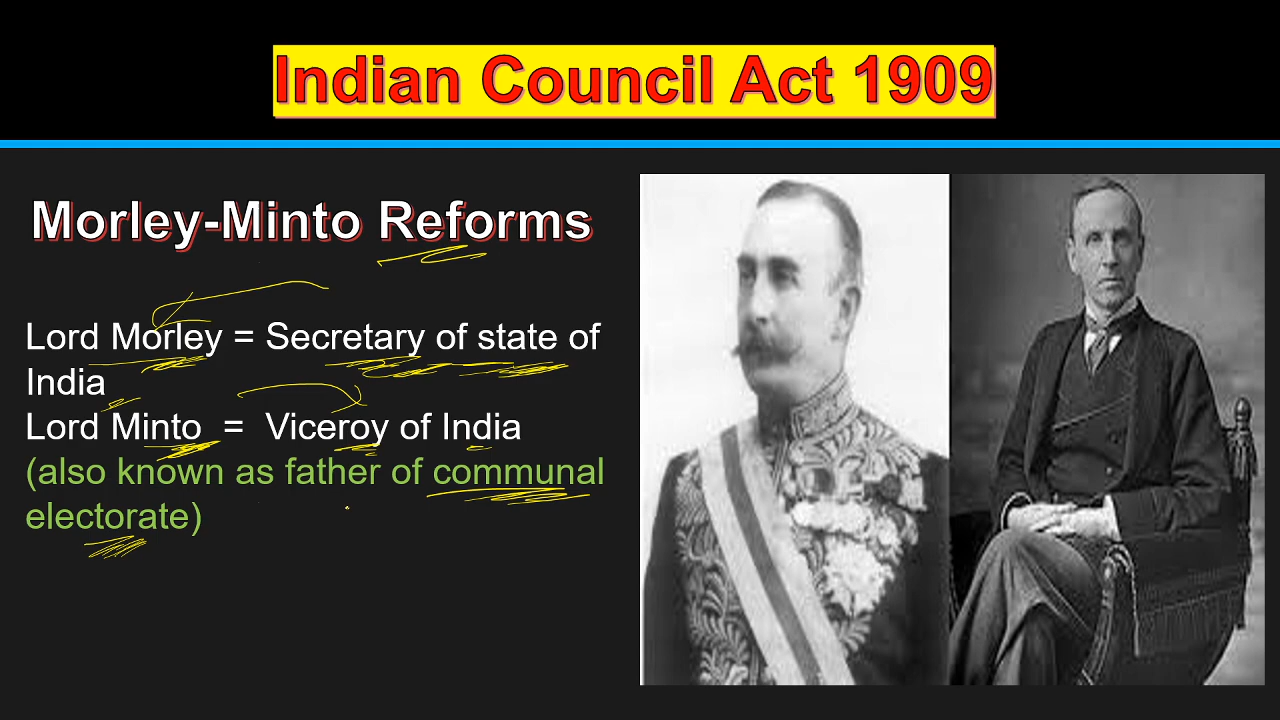 Indian Council Act 1909
Morley-Minto Reforms
Lord Morley = Secretary of state of
India
Lord Minto = Viceroy of India
(also known as father of communal
electorate)